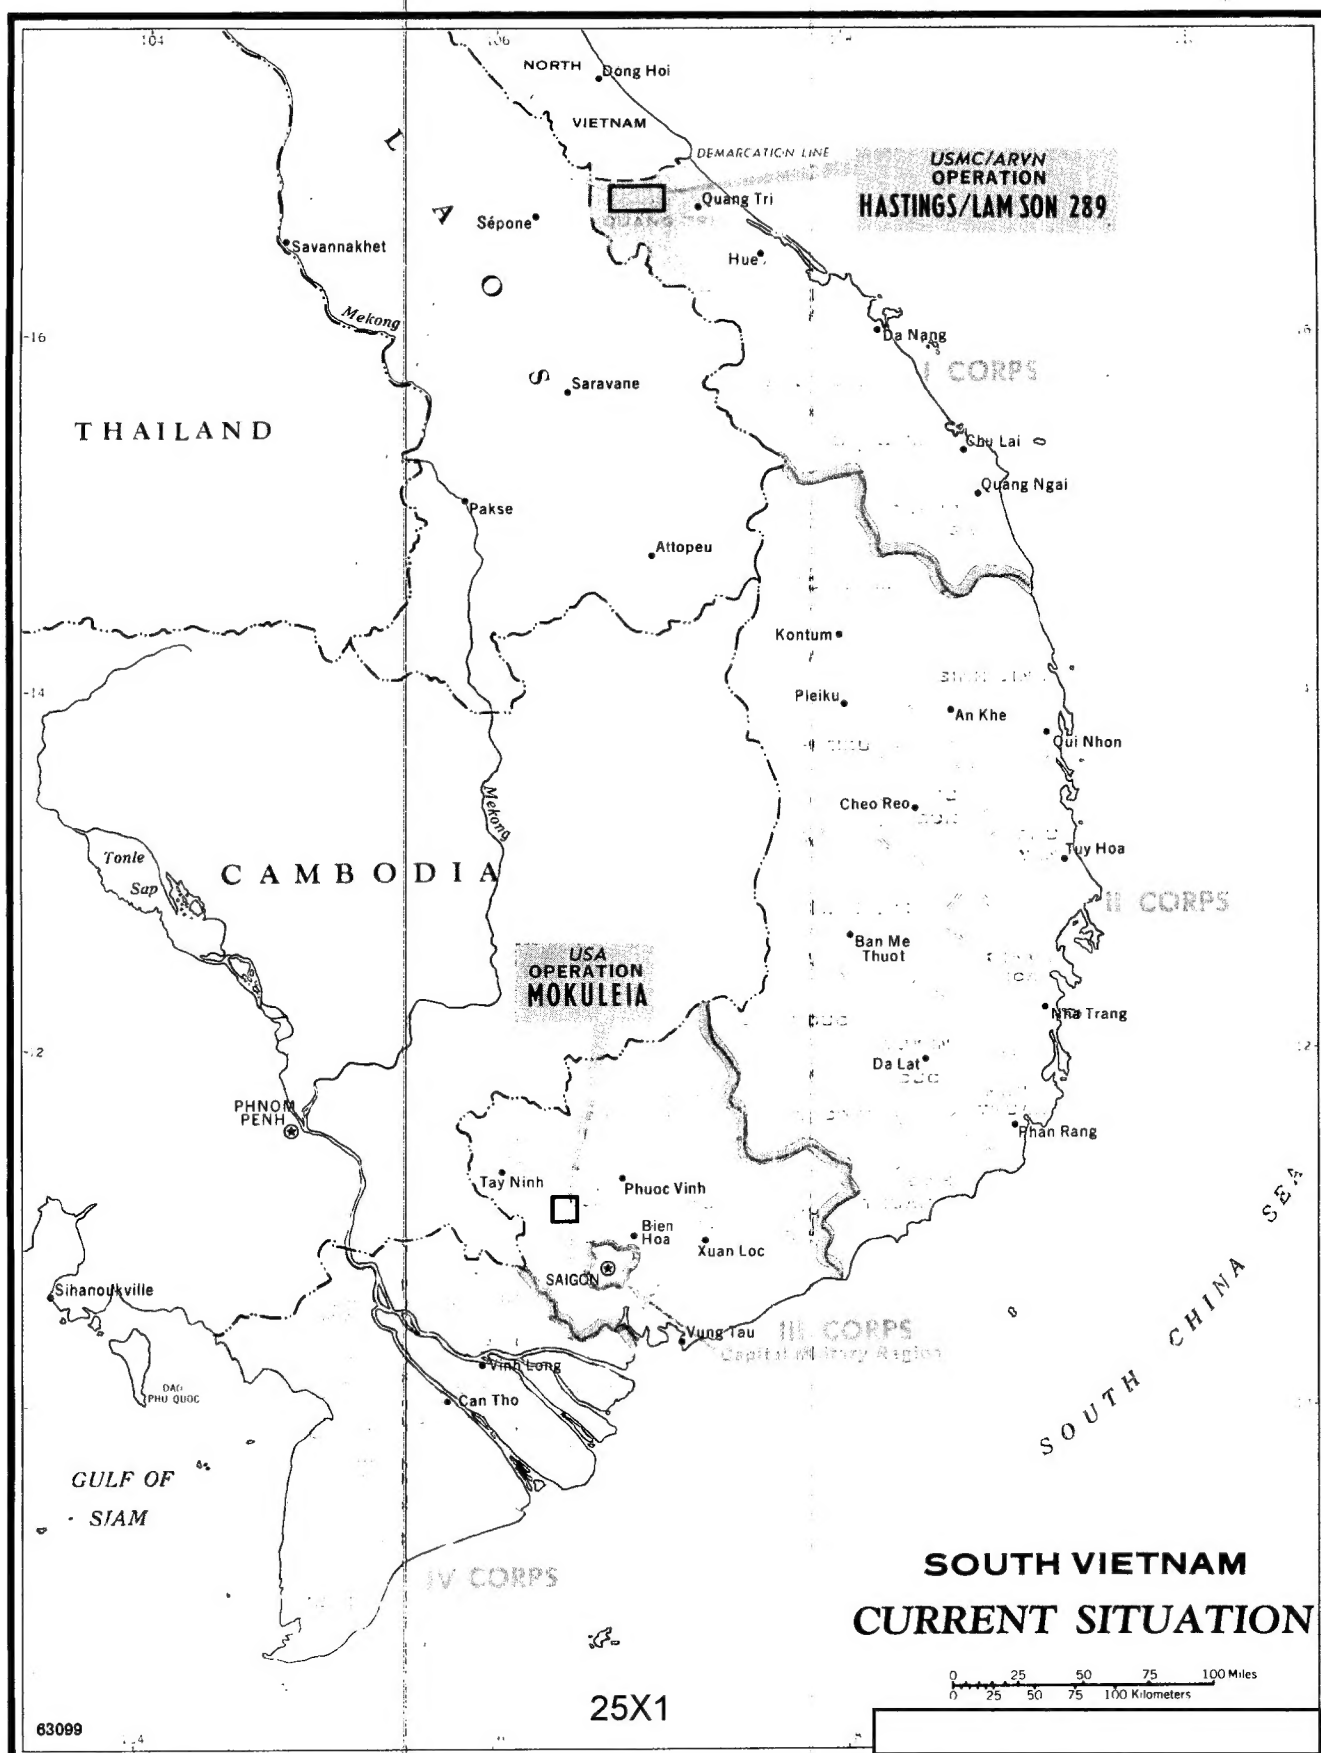 104
106
NORTH
Dong Hoi
VIETNAM
DEMARCATION LINE
USMC/ARVN
OPERATION
HASTINGS/LAM SON 289
L
A
O
S
Quang Tri
QUANG TRI
Sépone
Savannakhet
Hue
Mekong
16
Da Nang
I CORPS
Saravane
THAILAND
Chu Lai
Quang Ngai
Pakse
Attopeu
Kontum
14
Pleiku
An Khe
Qui Nhon
Mekong
Cheo Reo
Tuy Hoa
Tonle
Sap
CAMBODIA
II CORPS
Ban Me
Thuot
USA
OPERATION
MOKULEIA
Nha Trang
12
Da Lat
PHNOM
PENH
Phan Rang
Tay Ninh
Phuoc Vinh
Bien
Hoa
Xuan Loc
SAIGON
SOUTH CHINA SEA
Sihanoukville
Vung Tau
III CORPS
Capital Military Region
Vinh Long
DAO
PHU QUOC
Can Tho
GULF OF
SIAM
IV CORPS
SOUTH VIETNAM
CURRENT SITUATION
0 25 50 75 100 Miles
0 25 50 75 100 Kilometers
25X1
63099